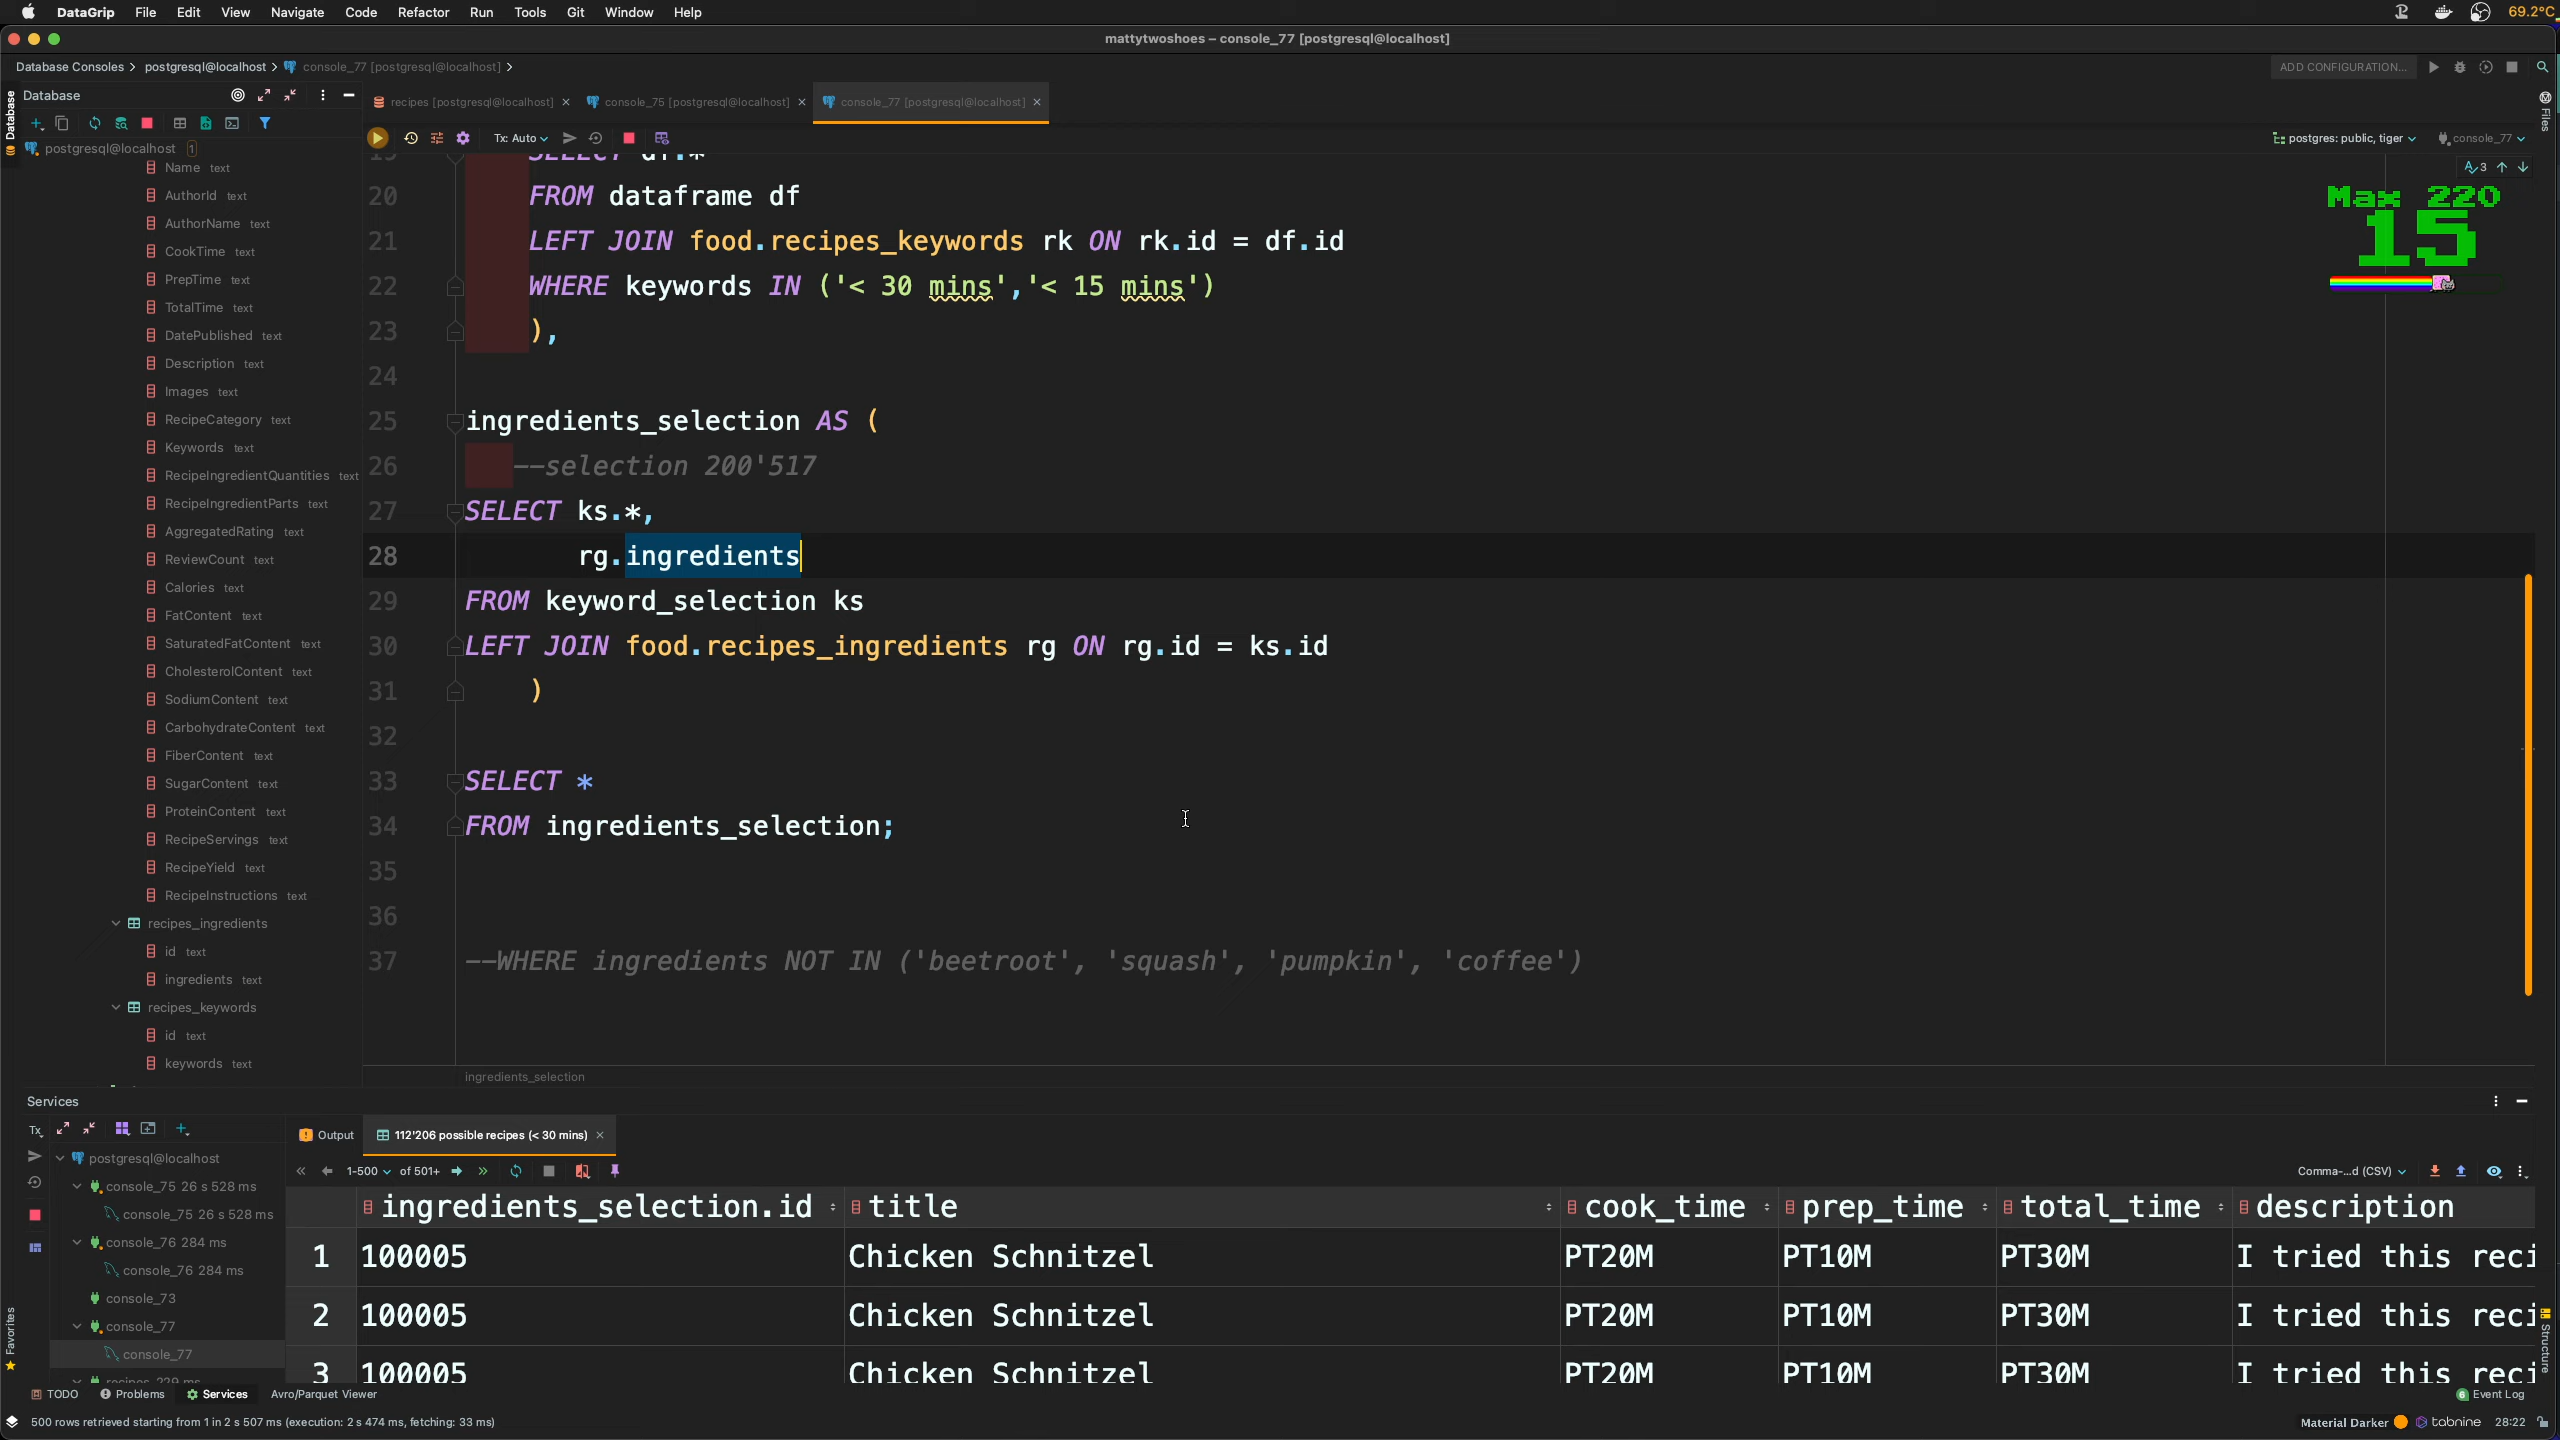 DataGrip File Edit View Navigate Code Refactor Run Tools Git Window Help
69.2°C
mattytwoshoes – console_77 [postgresql@localhost]
Database Consoles postgresql@localhost console_77 [postgresql@localhost]
ADD CONFIGURATION...
Database
recipes [postgresql@localhost]
console_75 [postgresql@localhost]
console_77 [postgresql@localhost]
Tx: Auto
postgres: public, tiger
console_77
postgresql@localhost 1
Name text
AuthorId text
AuthorName text
CookTime text
PrepTime text
TotalTime text
DatePublished text
Description text
Images text
RecipeCategory text
Keywords text
RecipeIngredientQuantities text
RecipeIngredientParts text
AggregatedRating text
ReviewCount text
Calories text
FatContent text
SaturatedFatContent text
CholesterolContent text
SodiumContent text
CarbohydrateContent text
FiberContent text
SugarContent text
ProteinContent text
RecipeServings text
RecipeYield text
RecipeInstructions text
recipes_ingredients
id text
ingredients text
recipes_keywords
id text
keywords text
Database
Favorites
Files
Structure
3
Max 220
15
19 SELECT df.*
20 FROM dataframe df
21 LEFT JOIN food.recipes_keywords rk ON rk.id = df.id
22 WHERE keywords IN ('< 30 mins','< 15 mins')
23 ),
24
25 ingredients_selection AS (
26 --selection 200'517
27 SELECT ks.*,
28 rg.ingredients
29 FROM keyword_selection ks
30 LEFT JOIN food.recipes_ingredients rg ON rg.id = ks.id
31 )
32
33 SELECT *
34 FROM ingredients_selection;
35
36
37 --WHERE ingredients NOT IN ('beetroot', 'squash', 'pumpkin', 'coffee')
ingredients_selection
Services
Tx
postgresql@localhost
console_75 26 s 528 ms
console_75 26 s 528 ms
console_76 284 ms
console_76 284 ms
console_73
console_77
console_77
recipes 229 ms
Output
112'206 possible recipes (< 30 mins)
1-500 of 501+
Comma-...d (CSV)
ingredients_selection.id title cook_time prep_time total_time description
1 100005 Chicken Schnitzel PT20M PT10M PT30M I tried this reci
2 100005 Chicken Schnitzel PT20M PT10M PT30M I tried this reci
3 100005 Chicken Schnitzel PT20M PT10M PT30M I tried this reci
TODO Problems Services Avro/Parquet Viewer
6 Event Log
500 rows retrieved starting from 1 in 2 s 507 ms (execution: 2 s 474 ms, fetching: 33 ms)
Material Darker tabnine 28:22